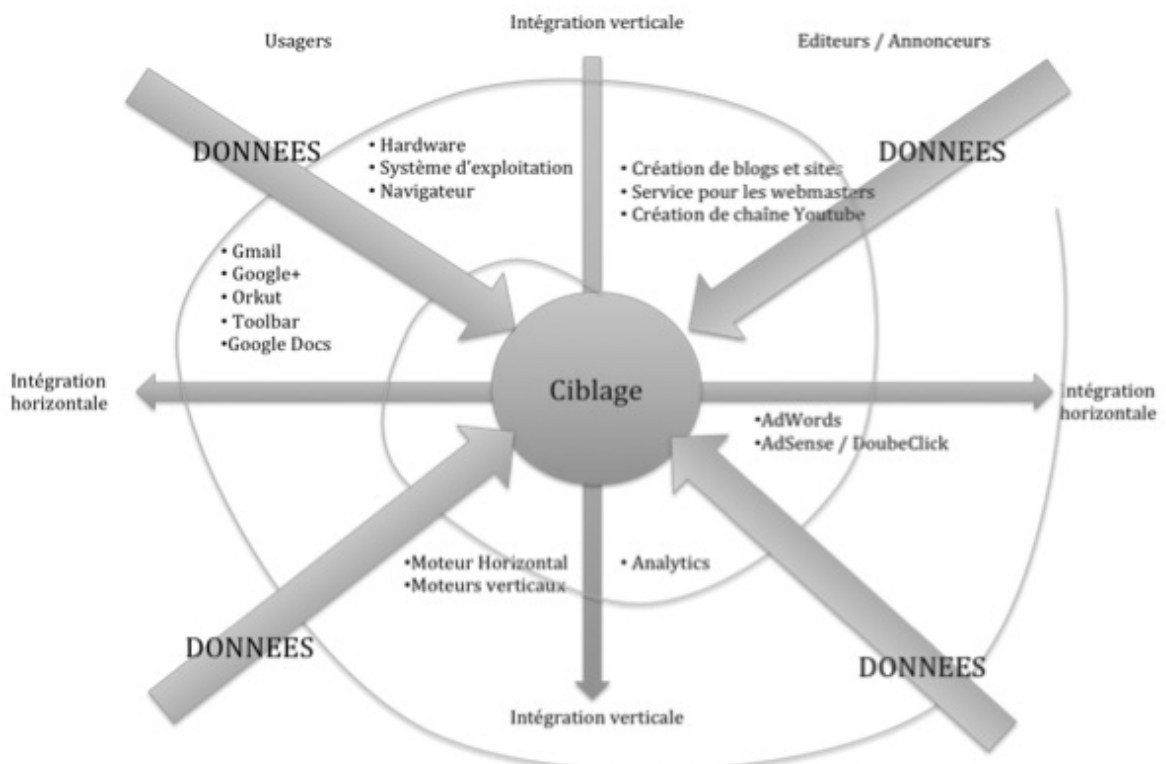 Intégration verticale
Usagers
Editeurs / Annonceurs
DONNEES
DONNEES
• Hardware
• Système d'exploitation
• Navigateur
• Création de blogs et sites
• Service pour les webmasters
• Création de chaîne Youtube
• Gmail
• Google+
• Orkut
• Toolbar
•Google Docs
Intégration
horizontale
Ciblage
Intégration
horizontale
•AdWords
•AdSense / DoubeClick
•Moteur Horizontal
•Moteurs verticaux
• Analytics
DONNEES
DONNEES
Intégration verticale